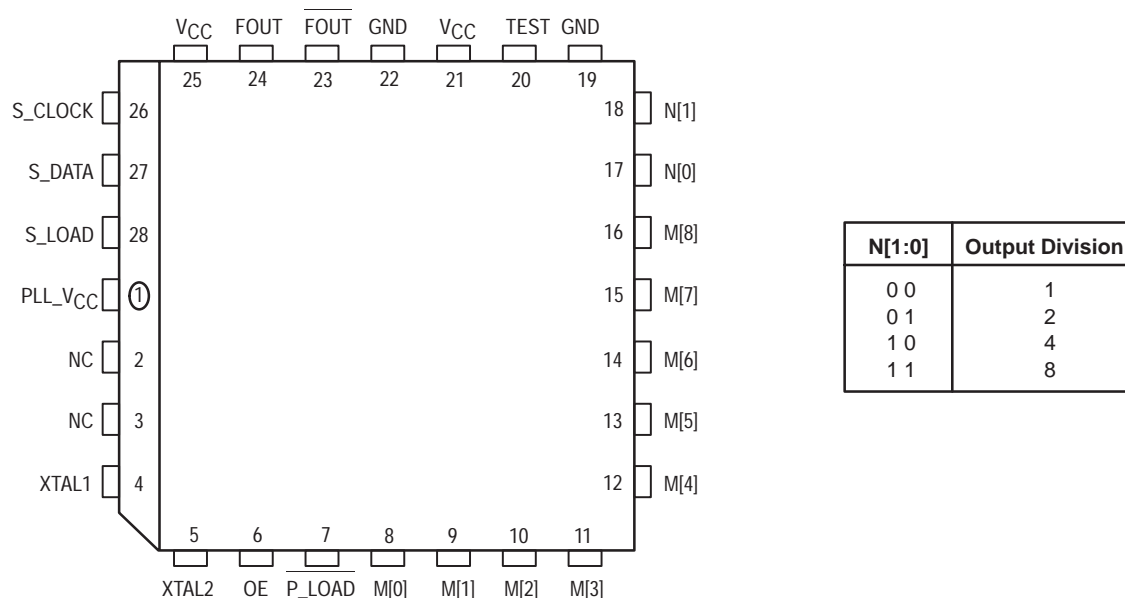 VCC FOUT FOUT GND VCC TEST GND
25 24 23 22 21 20 19
S_CLOCK 26 18 N[1]
S_DATA 27 17 N[0]
S_LOAD 28 16 M[8]
PLL_VCC 1 15 M[7]
NC 2 14 M[6]
NC 3 13 M[5]
XTAL1 4 12 M[4]
5 6 7 8 9 10 11
XTAL2 OE P_LOAD M[0] M[1] M[2] M[3]
N[1:0] Output Division
0 0 1
0 1 2
1 0 4
1 1 8